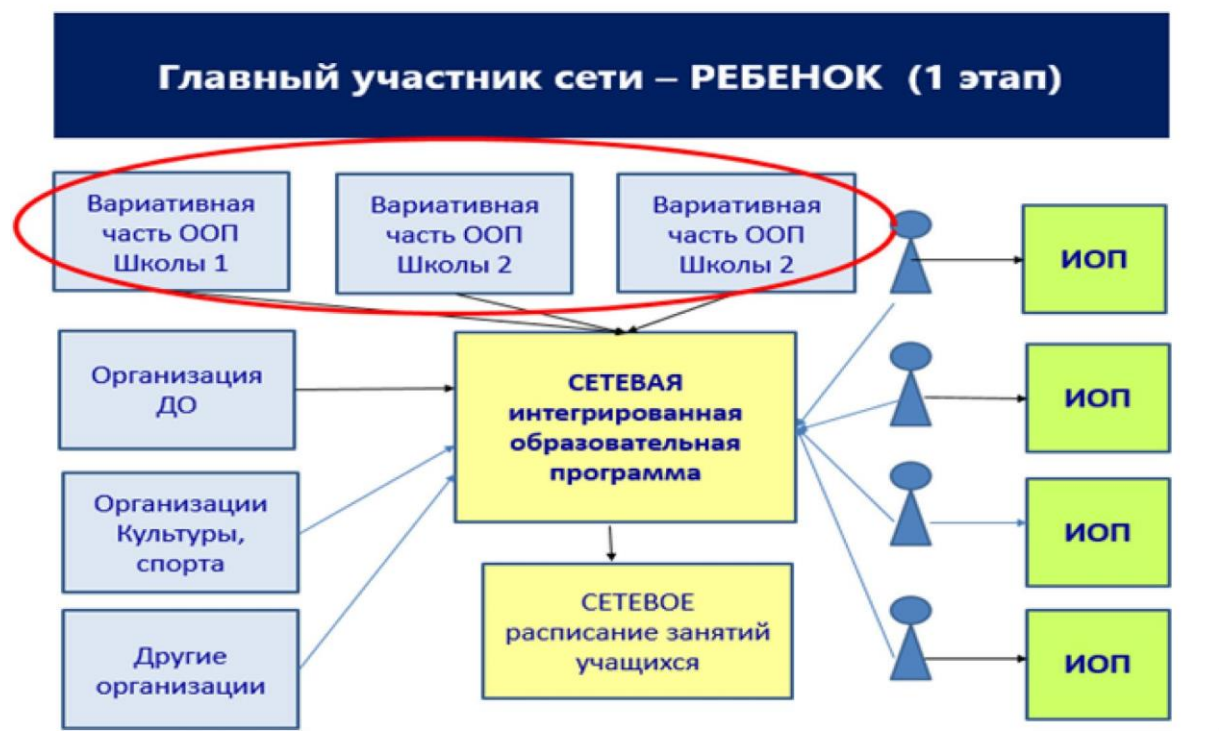 Главный участник сети – РЕБЕНОК (1 этап)
Вариативная
часть ООП
Школы 1
Вариативная
часть ООП
Школы 2
Вариативная
часть ООП
Школы 2
ИОП
Организация
ДО
СЕТЕВАЯ
интегрированная
образовательная
программа
ИОП
Организации
Культуры,
спорта
ИОП
Другие
организации
СЕТЕВОЕ
расписание занятий
учащихся
ИОП